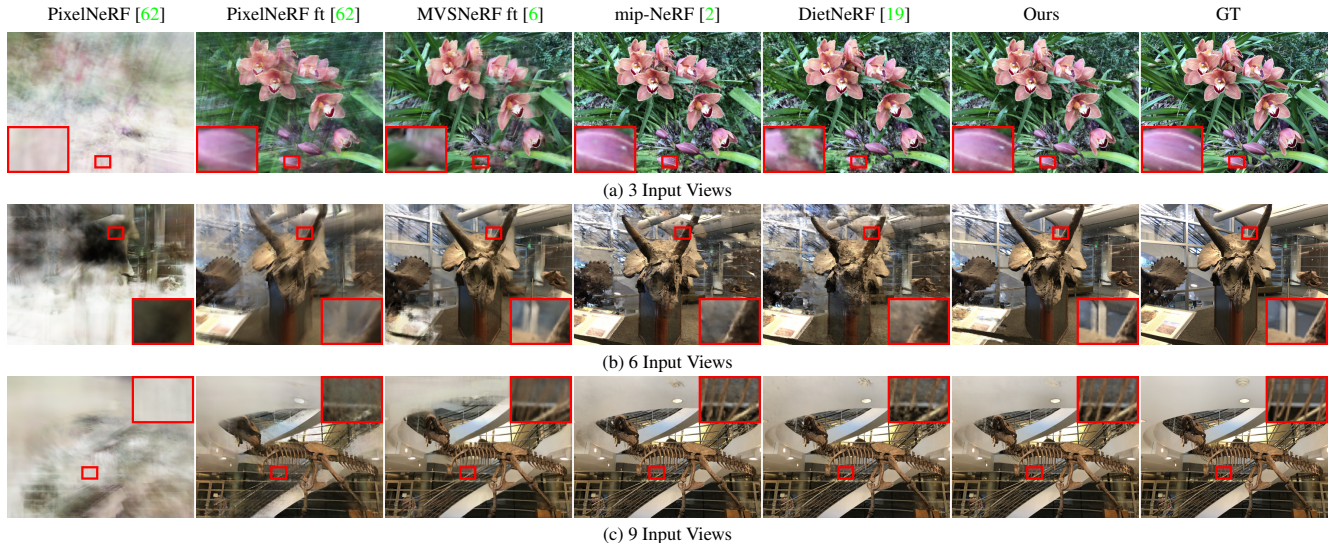 PixelNeRF [62] PixelNeRF ft [62] MVSNeRF ft [6] mip-NeRF [2] DietNeRF [19] Ours GT
(a) 3 Input Views
(b) 6 Input Views
(c) 9 Input Views